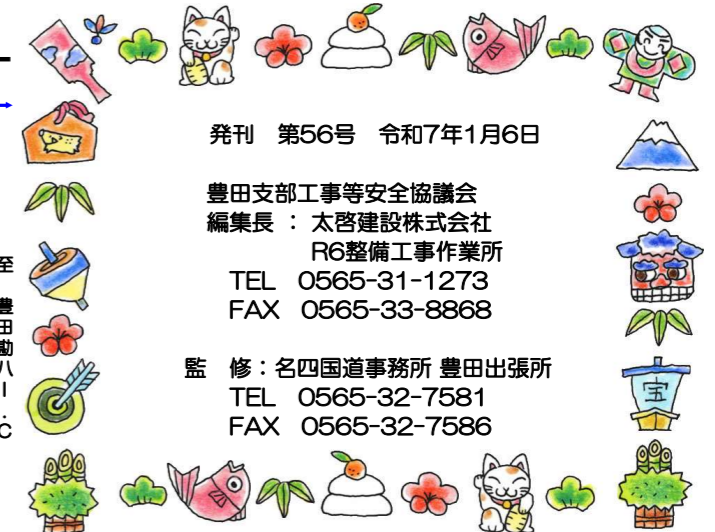 発刊　第56号　令和7年1月6日
豊田支部工事等安全協議会
編集長 ： 太啓建設株式会社
R6整備工事作業所
TEL　0565-31-1273
FAX　0565-33-8868
監　修：名四国道事務所 豊田出張所
TEL　0565-32-7581
FAX　0565-32-7586
至　豊田勘八I.C
宝